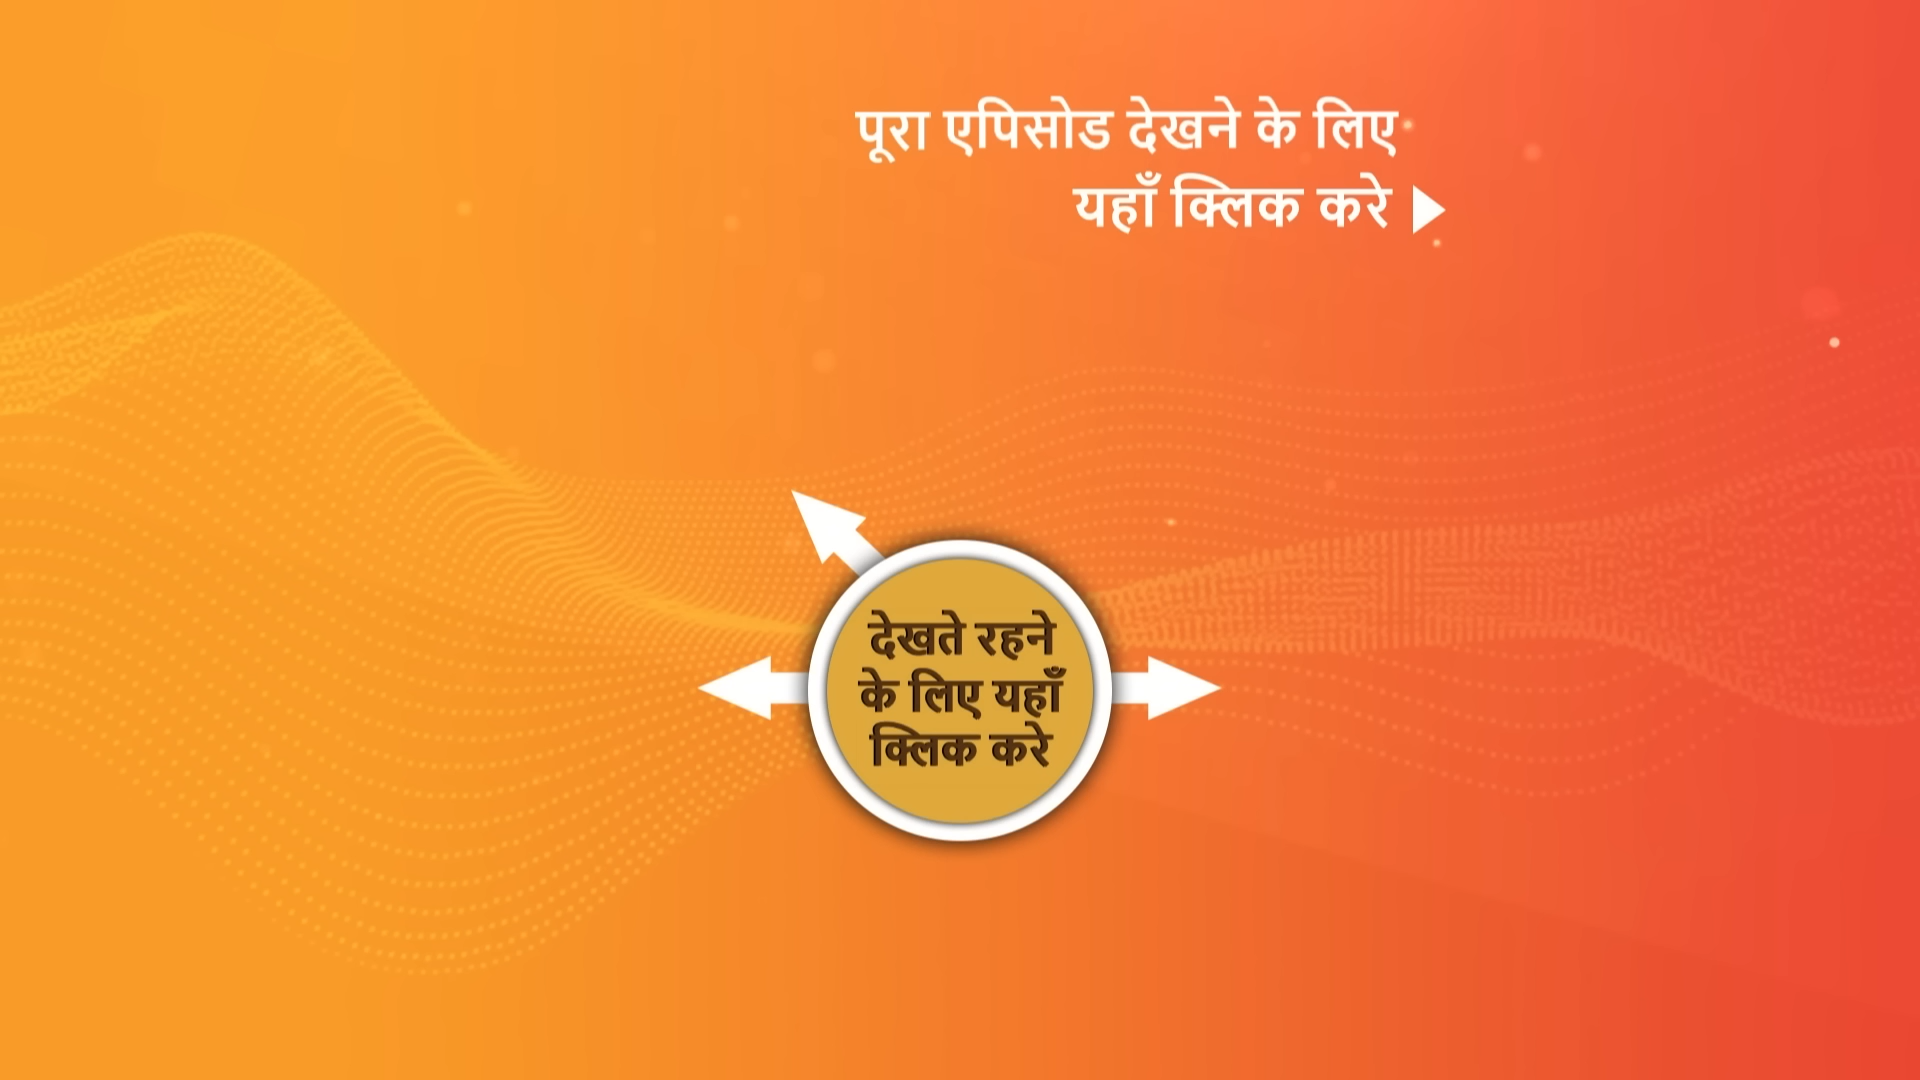 पूरा एपिसोड देखने के लिए
यहाँ क्लिक करे
देखते रहने
के लिए यहाँ
क्लिक करे